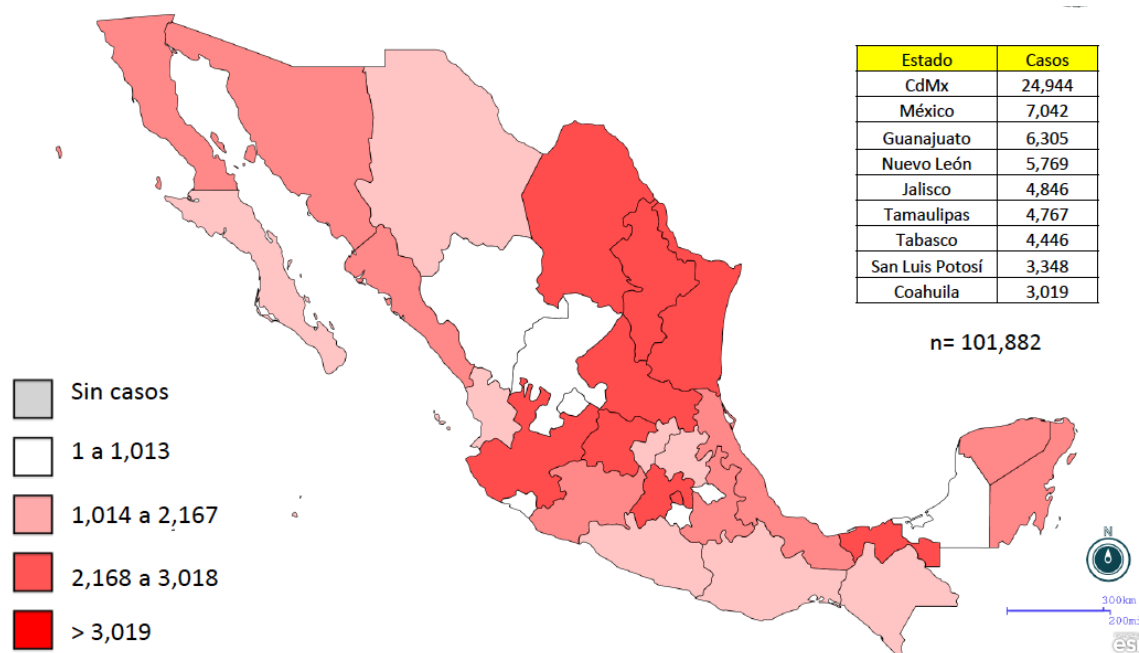 Estado Casos
CdMx 24,944
México 7,042
Guanajuato 6,305
Nuevo León 5,769
Jalisco 4,846
Tamaulipas 4,767
Tabasco 4,446
San Luis Potosí 3,348
Coahuila 3,019
n= 101,882
Sin casos
1 a 1,013
1,014 a 2,167
2,168 a 3,018
> 3,019
N
300km
200mi
esri